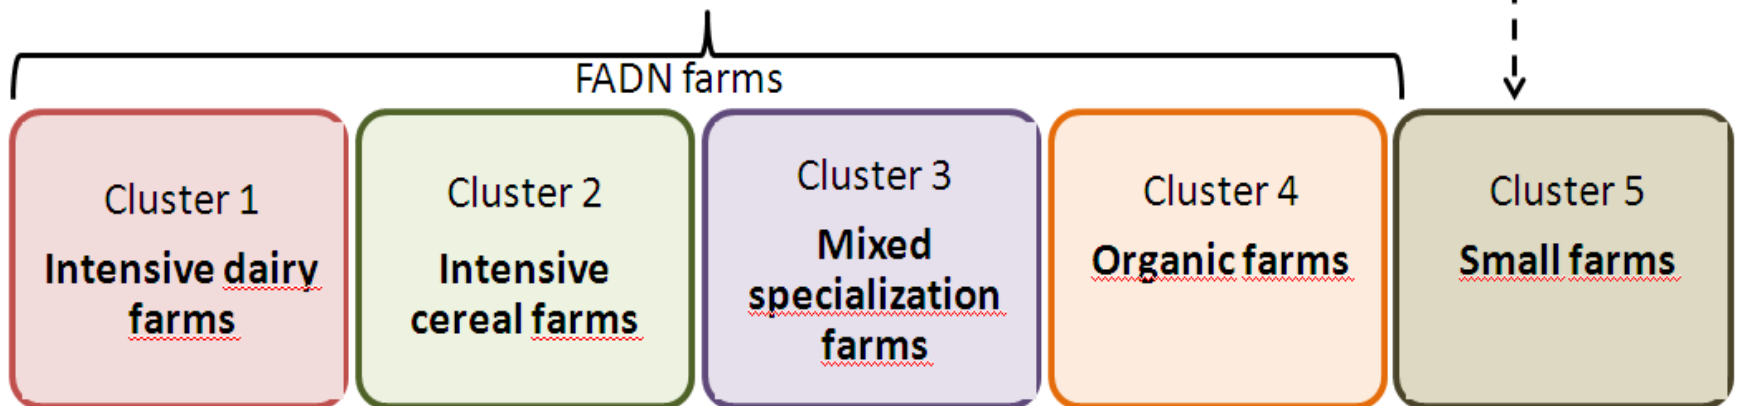 FADN farms
Cluster 1
Intensive dairy
farms
Cluster 2
Intensive
cereal farms
Cluster 3
Mixed
specialization
farms
Cluster 4
Organic farms
Cluster 5
Small farms